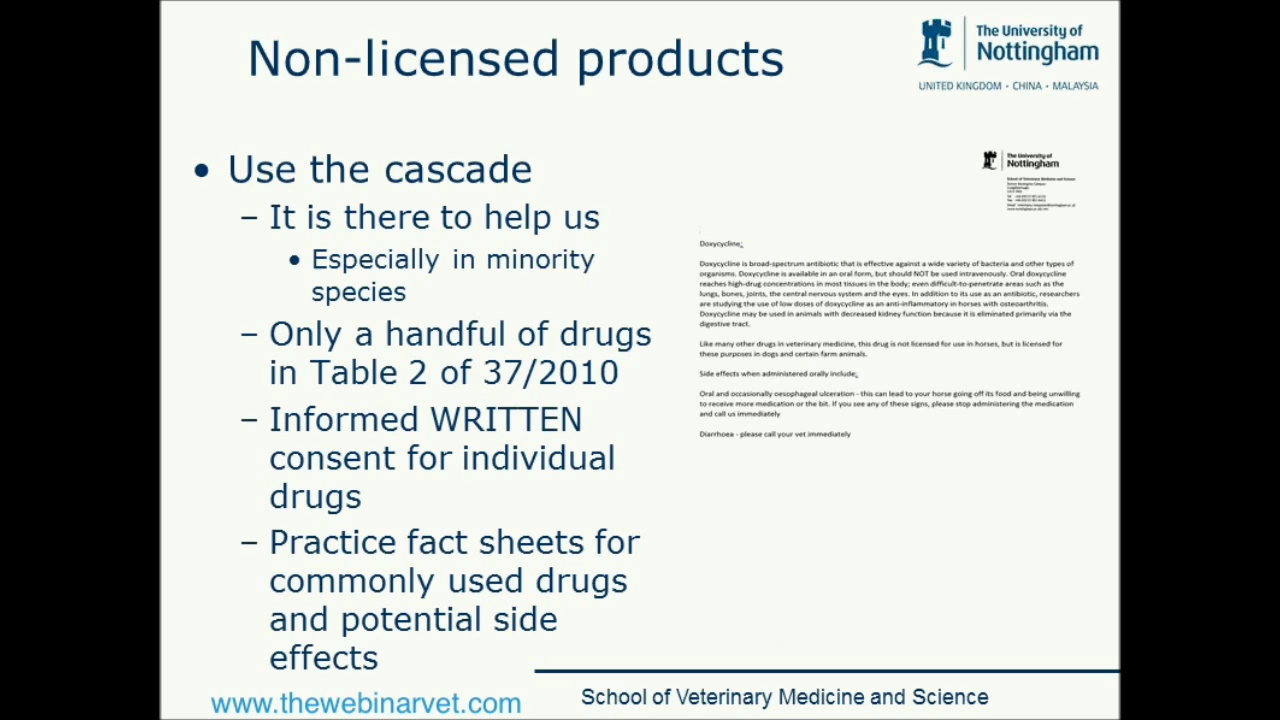 Non-licensed products
The University of
Nottingham
UNITED KINGDOM · CHINA · MALAYSIA
• Use the cascade
– It is there to help us
• Especially in minority
species
– Only a handful of drugs
in Table 2 of 37/2010
– Informed WRITTEN
consent for individual
drugs
– Practice fact sheets for
commonly used drugs
and potential side
effects
The University of
Nottingham
School of Veterinary Medicine and Science
Doxycycline:
Doxycycline is broad-spectrum antibiotic that is effective against a wide variety of bacteria and other types of
organisms. Doxycycline is available in an oral form, but should NOT be used intravenously. Oral doxycycline
reaches high-drug concentrations in most tissues in the body; even difficult-to-penetrate areas such as the
lungs, bones, joints, the central nervous system and the eyes. In addition to its use as an antibiotic, researchers
are studying the use of low doses of doxycycline as an anti-inflammatory in horses with osteoarthritis.
Doxycycline may be used in animals with decreased kidney function because it is eliminated primarily via the
digestive tract.
Like many other drugs in veterinary medicine, this drug is not licensed for use in horses, but is licensed for
these purposes in dogs and certain farm animals.
Side effects when administered orally include:
Oral and occasionally oesophageal ulceration - this can lead to your horse going off its food and being unwilling
to receive more medication or the bit. If you see any of these signs, please stop administering the medication
and call us immediately
Diarrhoea - please call your vet immediately
www.thewebinarvet.com
School of Veterinary Medicine and Science